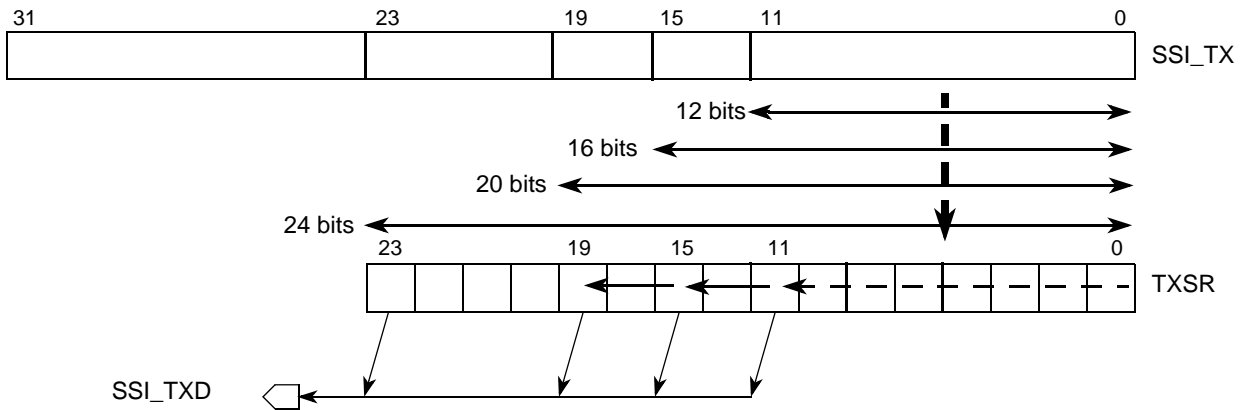 31 23 19 15 11 0
SSI_TX
12 bits
16 bits
20 bits
24 bits
23 19 15 11 0
TXSR
SSI_TXD